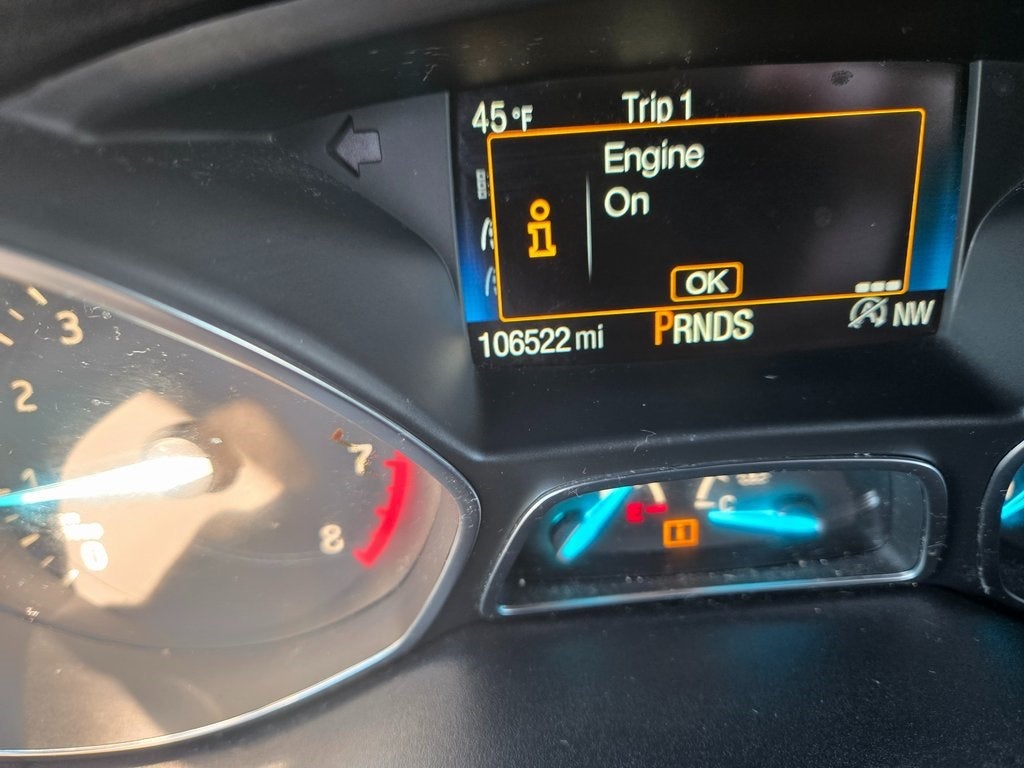 45 °F Trip 1
Engine
On
OK
106522 mi PRNDS NW
3
2
1
0
7
8
E C